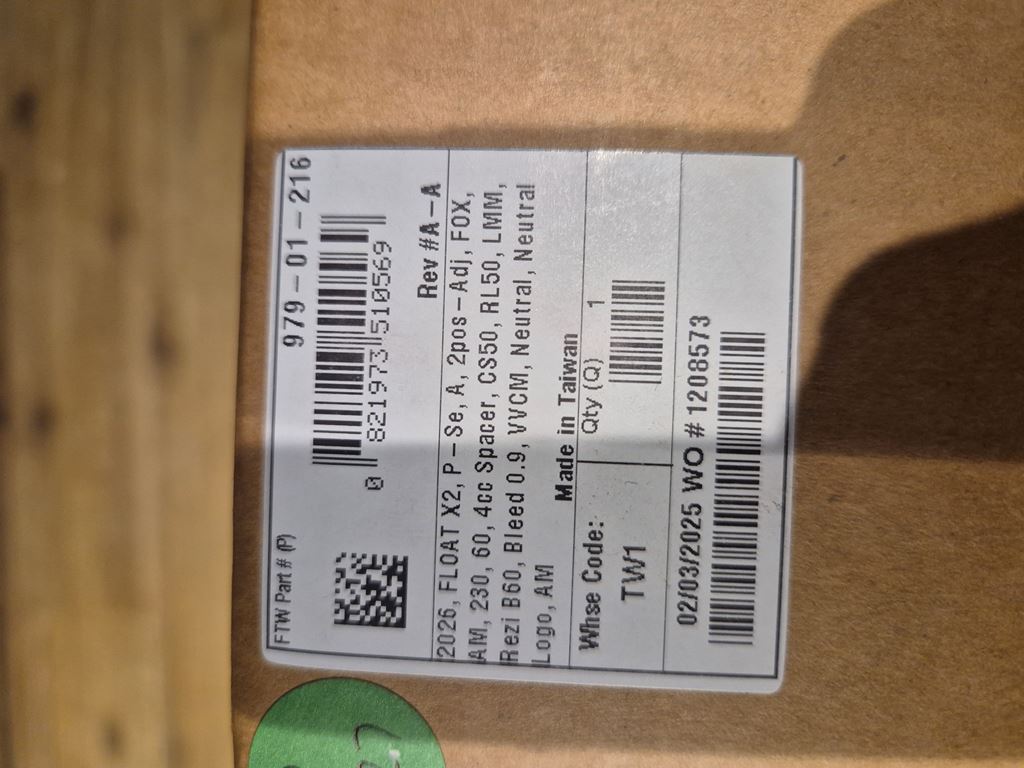 FTW Part # (P)
979-01-216
0 821973 510569
Rev #A-A
2026, FLOAT X2, P-Se, A, 2pos-Adj, FOX,
AM, 230, 60, 4cc Spacer, CS50, RL50, LMM,
Rezi B60, Bleed 0.9, VVCM, Neutral, Neutral
Logo, AM
Made in Taiwan
Whse Code:
TW1
Qty (Q) 1
02/03/2025 WO # 1208573